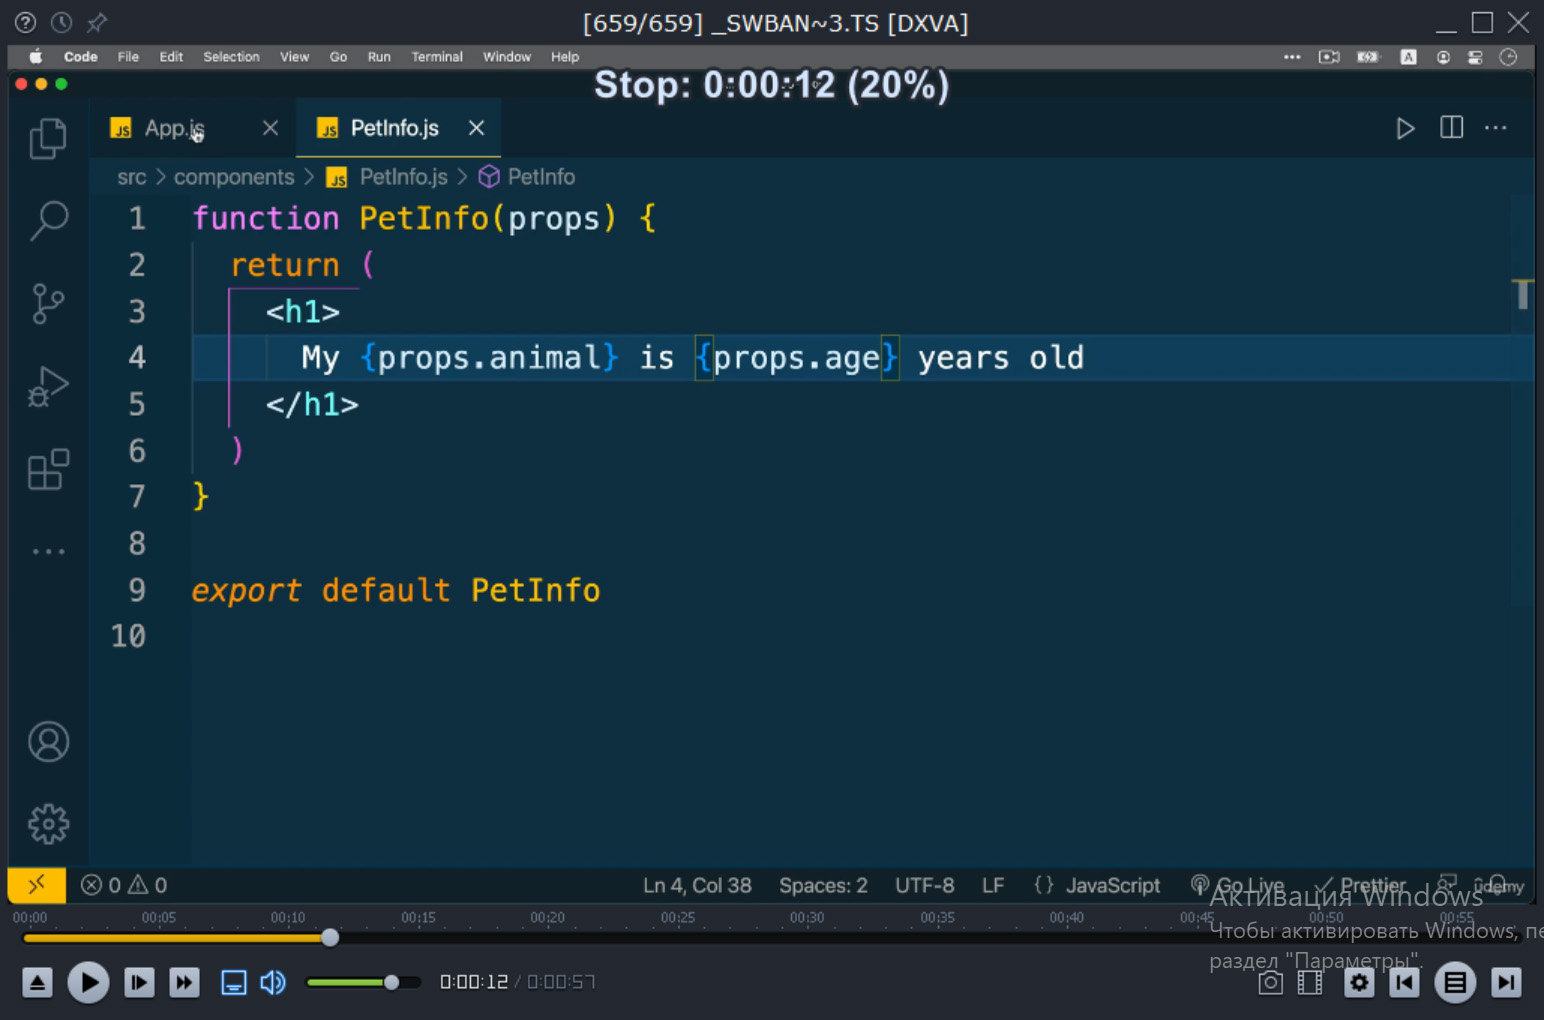 [659/659] _SWBAN~3.TS [DXVA]
Code File Edit Selection View Go Run Terminal Window Help
Stop: 0:00:12 (20%)
JS App.js
JS PetInfo.js
src > components > JS PetInfo.js > PetInfo
1 function PetInfo(props) {
2 return (
3 <h1>
4 My {props.animal} is {props.age} years old
5 </h1>
6 )
7 }
8
9 export default PetInfo
10
0 0 Ln 4, Col 38 Spaces: 2 UTF-8 LF {} JavaScript Go Live Prettier ûdemy
Активация Windows
00:00 00:05 00:10 00:15 00:20 00:25 00:30 00:35 00:40 00:45 00:50 00:55
Чтобы активировать Windows, пе
раздел "Параметры".
0:00:12 / 0:00:57